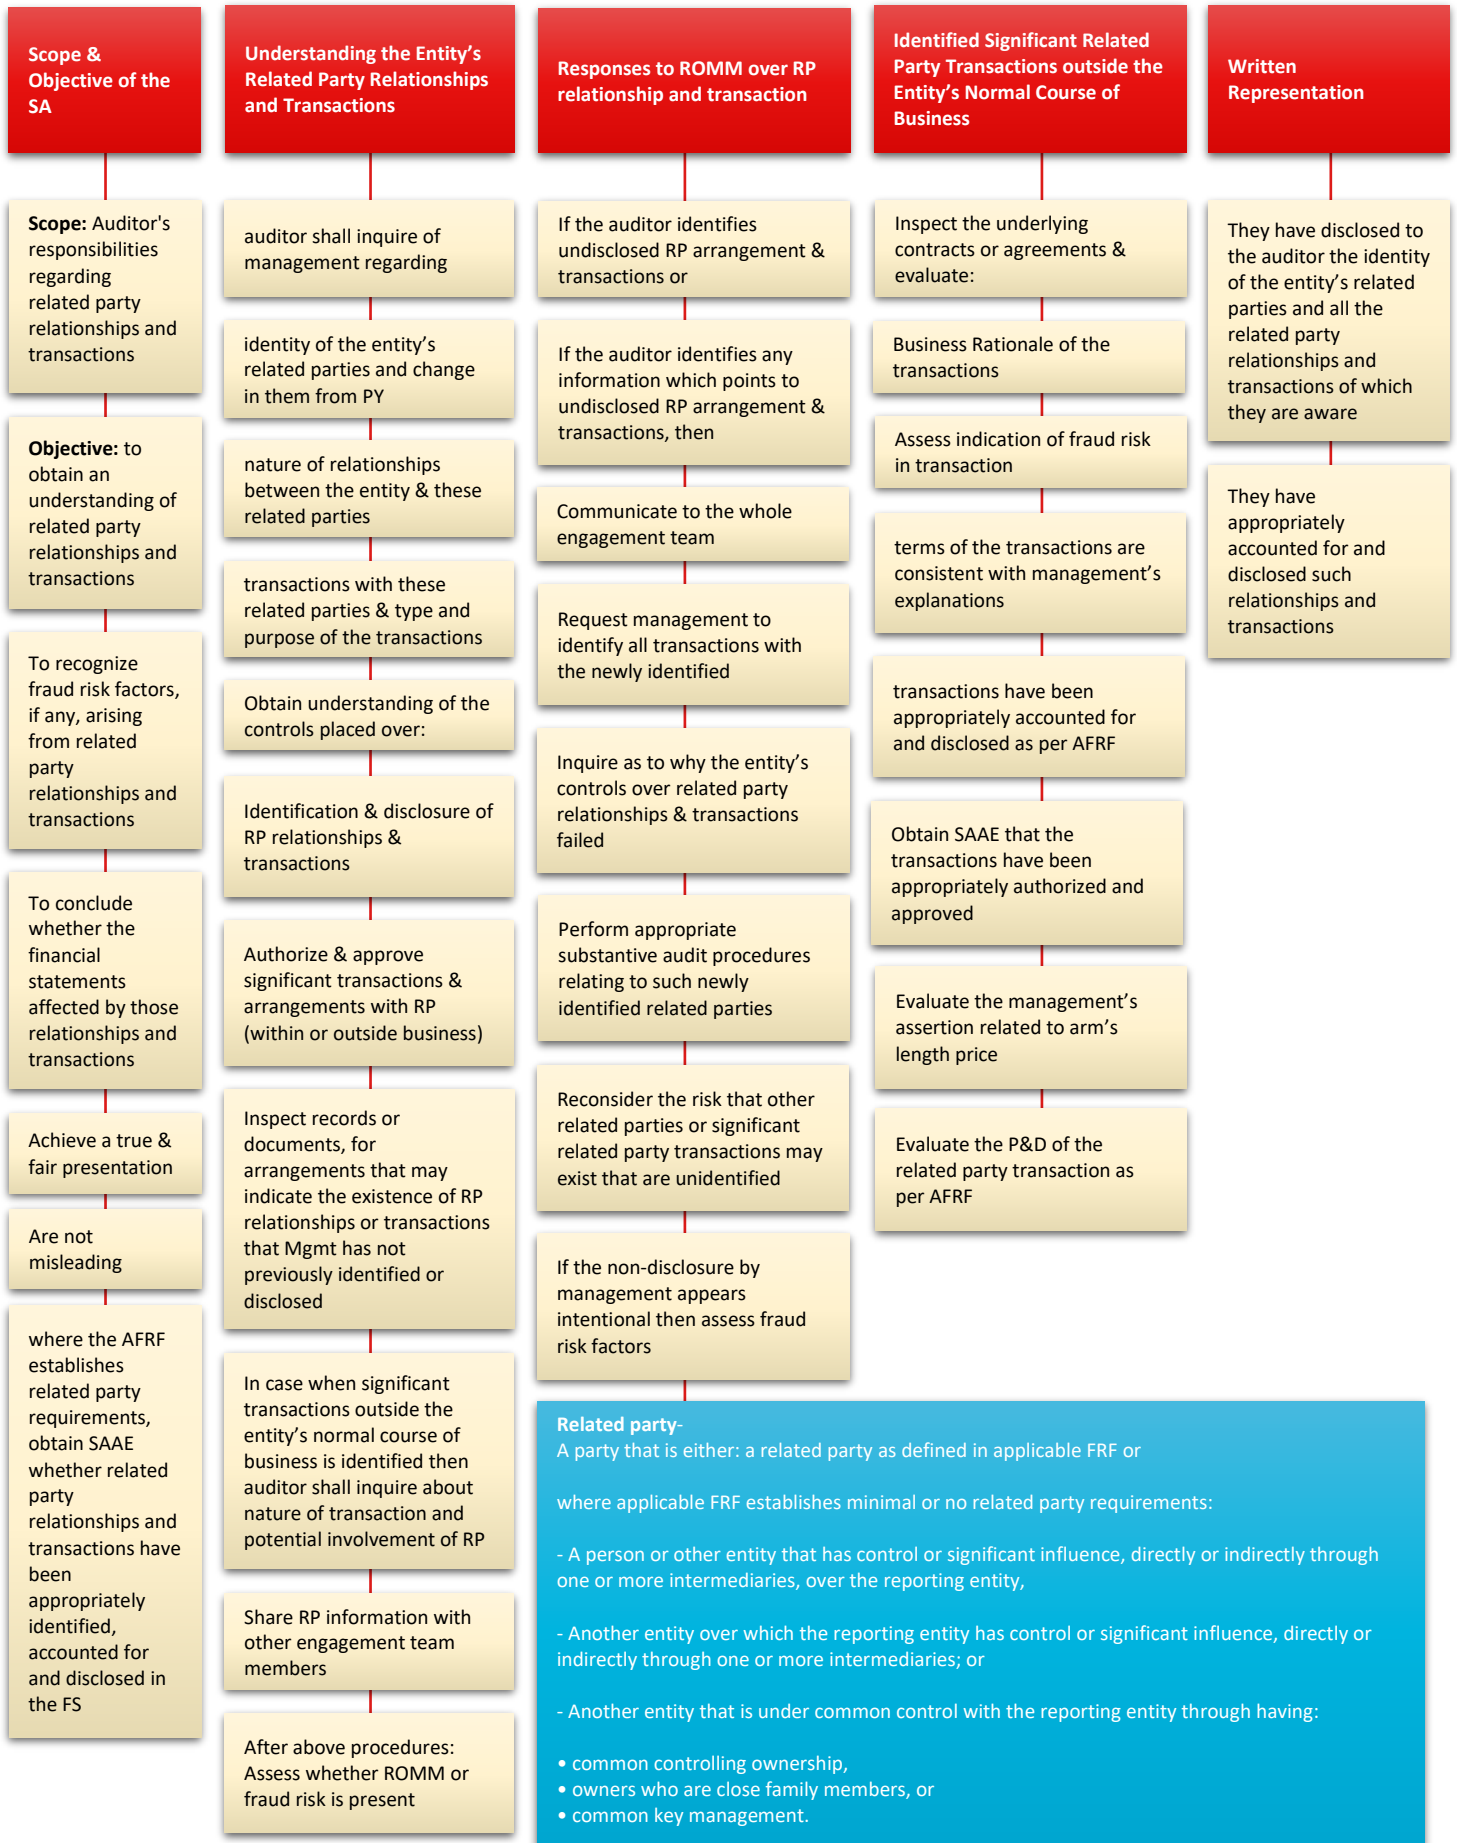 Scope &
Objective of the
SA
Scope: Auditor's
responsibilities
regarding
related party
relationships and
transactions
Objective: to
obtain an
understanding of
related party
relationships and
transactions
To recognize
fraud risk factors,
if any, arising
from related
party
relationships and
transactions
To conclude
whether the
financial
statements
affected by those
relationships and
transactions
Achieve a true &
fair presentation
Are not
misleading
where the AFRF
establishes
related party
requirements,
obtain SAAE
whether related
party
relationships and
transactions have
been
appropriately
identified,
accounted for
and disclosed in
the FS
Understanding the Entity’s
Related Party Relationships
and Transactions
auditor shall inquire of
management regarding
identity of the entity’s
related parties and change
in them from PY
nature of relationships
between the entity & these
related parties
transactions with these
related parties & type and
purpose of the transactions
Obtain understanding of the
controls placed over:
Identification & disclosure of
RP relationships &
transactions
Authorize & approve
significant transactions &
arrangements with RP
(within or outside business)
Inspect records or
documents, for
arrangements that may
indicate the existence of RP
relationships or transactions
that Mgmt has not
previously identified or
disclosed
In case when significant
transactions outside the
entity’s normal course of
business is identified then
auditor shall inquire about
nature of transaction and
potential involvement of RP
Share RP information with
other engagement team
members
After above procedures:
Assess whether ROMM or
fraud risk is present
Responses to ROMM over RP
relationship and transaction
If the auditor identifies
undisclosed RP arrangement &
transactions or
If the auditor identifies any
information which points to
undisclosed RP arrangement &
transactions, then
Communicate to the whole
engagement team
Request management to
identify all transactions with
the newly identified
Inquire as to why the entity’s
controls over related party
relationships & transactions
failed
Perform appropriate
substantive audit procedures
relating to such newly
identified related parties
Reconsider the risk that other
related parties or significant
related party transactions may
exist that are unidentified
If the non-disclosure by
management appears
intentional then assess fraud
risk factors
Identified Significant Related
Party Transactions outside the
Entity’s Normal Course of
Business
Inspect the underlying
contracts or agreements &
evaluate:
Business Rationale of the
transactions
Assess indication of fraud risk
in transaction
terms of the transactions are
consistent with management’s
explanations
transactions have been
appropriately accounted for
and disclosed as per AFRF
Obtain SAAE that the
transactions have been
appropriately authorized and
approved
Evaluate the management’s
assertion related to arm’s
length price
Evaluate the P&D of the
related party transaction as
per AFRF
Written
Representation
They have disclosed to
the auditor the identity
of the entity’s related
parties and all the
related party
relationships and
transactions of which
they are aware
They have
appropriately
accounted for and
disclosed such
relationships and
transactions
Related party-
A party that is either: a related party as defined in applicable FRF or
where applicable FRF establishes minimal or no related party requirements:
- A person or other entity that has control or significant influence, directly or indirectly through
one or more intermediaries, over the reporting entity,
- Another entity over which the reporting entity has control or significant influence, directly or
indirectly through one or more intermediaries; or
- Another entity that is under common control with the reporting entity through having:
• common controlling ownership,
• owners who are close family members, or
• common key management.